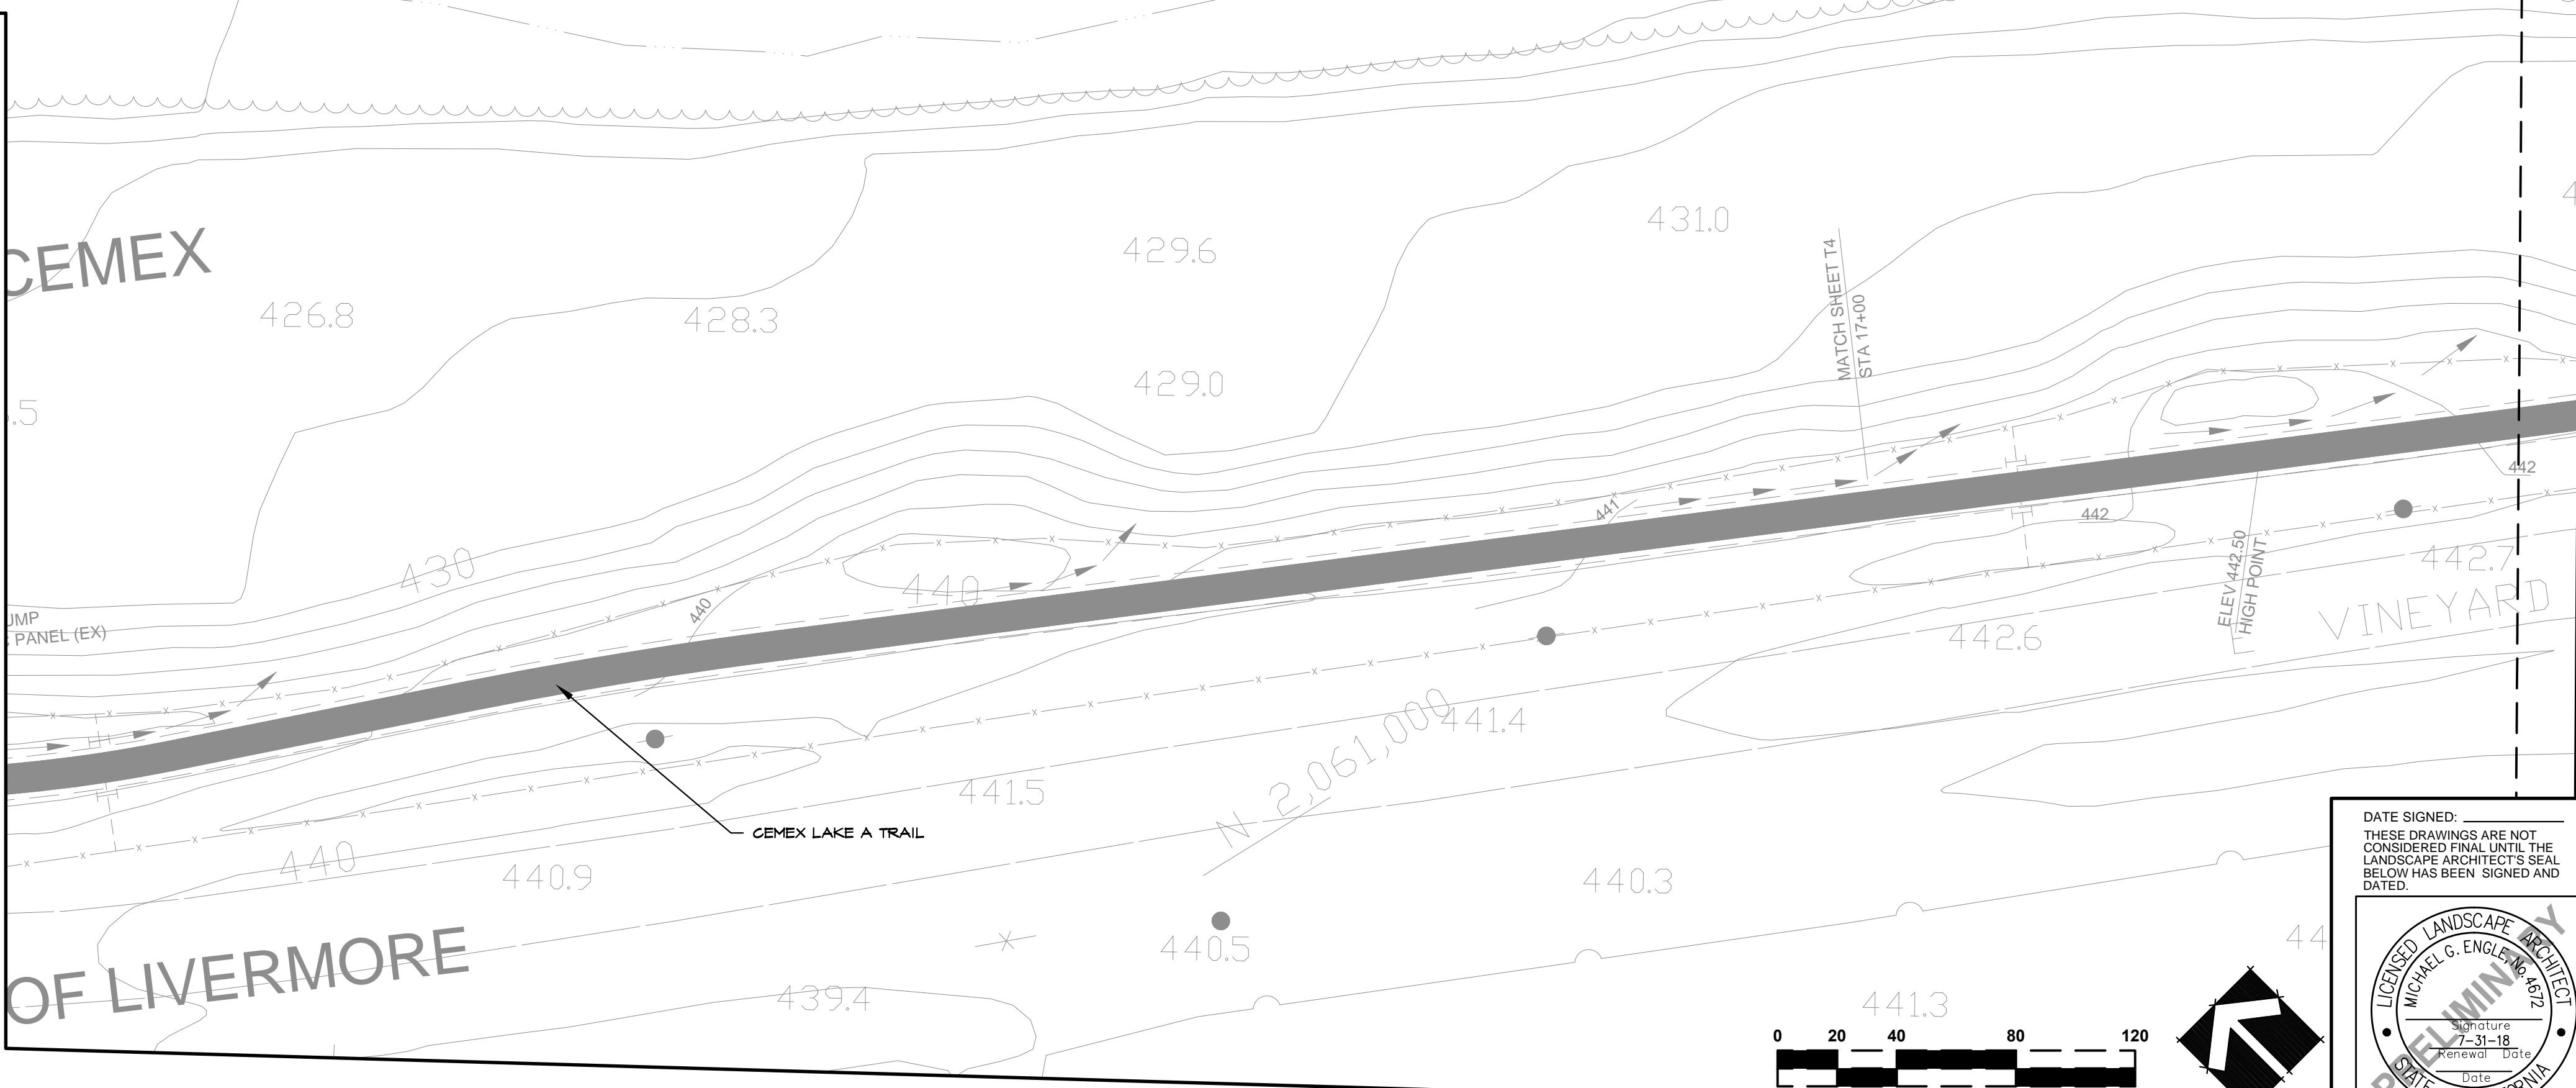 CEMEX
426.8
428.3
429.6
429.0
431.0
MATCH SHEET T4
STA 17+00
.5
430
440
440
441
442
442
ELEV 442.50
HIGH POINT
442.7
VINEYARD
442.6
PANEL (EX)
CEMEX LAKE A TRAIL
N 2,061,000
441.4
441.5
440
440.9
440.3
440.5
439.4
441.3
44
OF LIVERMORE
0 20 40 80 120
DATE SIGNED:
THESE DRAWINGS ARE NOT
CONSIDERED FINAL UNTIL THE
LANDSCAPE ARCHITECT'S SEAL
BELOW HAS BEEN SIGNED AND
DATED.
LICENSED LANDSCAPE ARCHITECT
MICHAEL G. ENGLE, No. 4672
Signature
7-31-18
Renewal Date
Date
PRELIMINARY